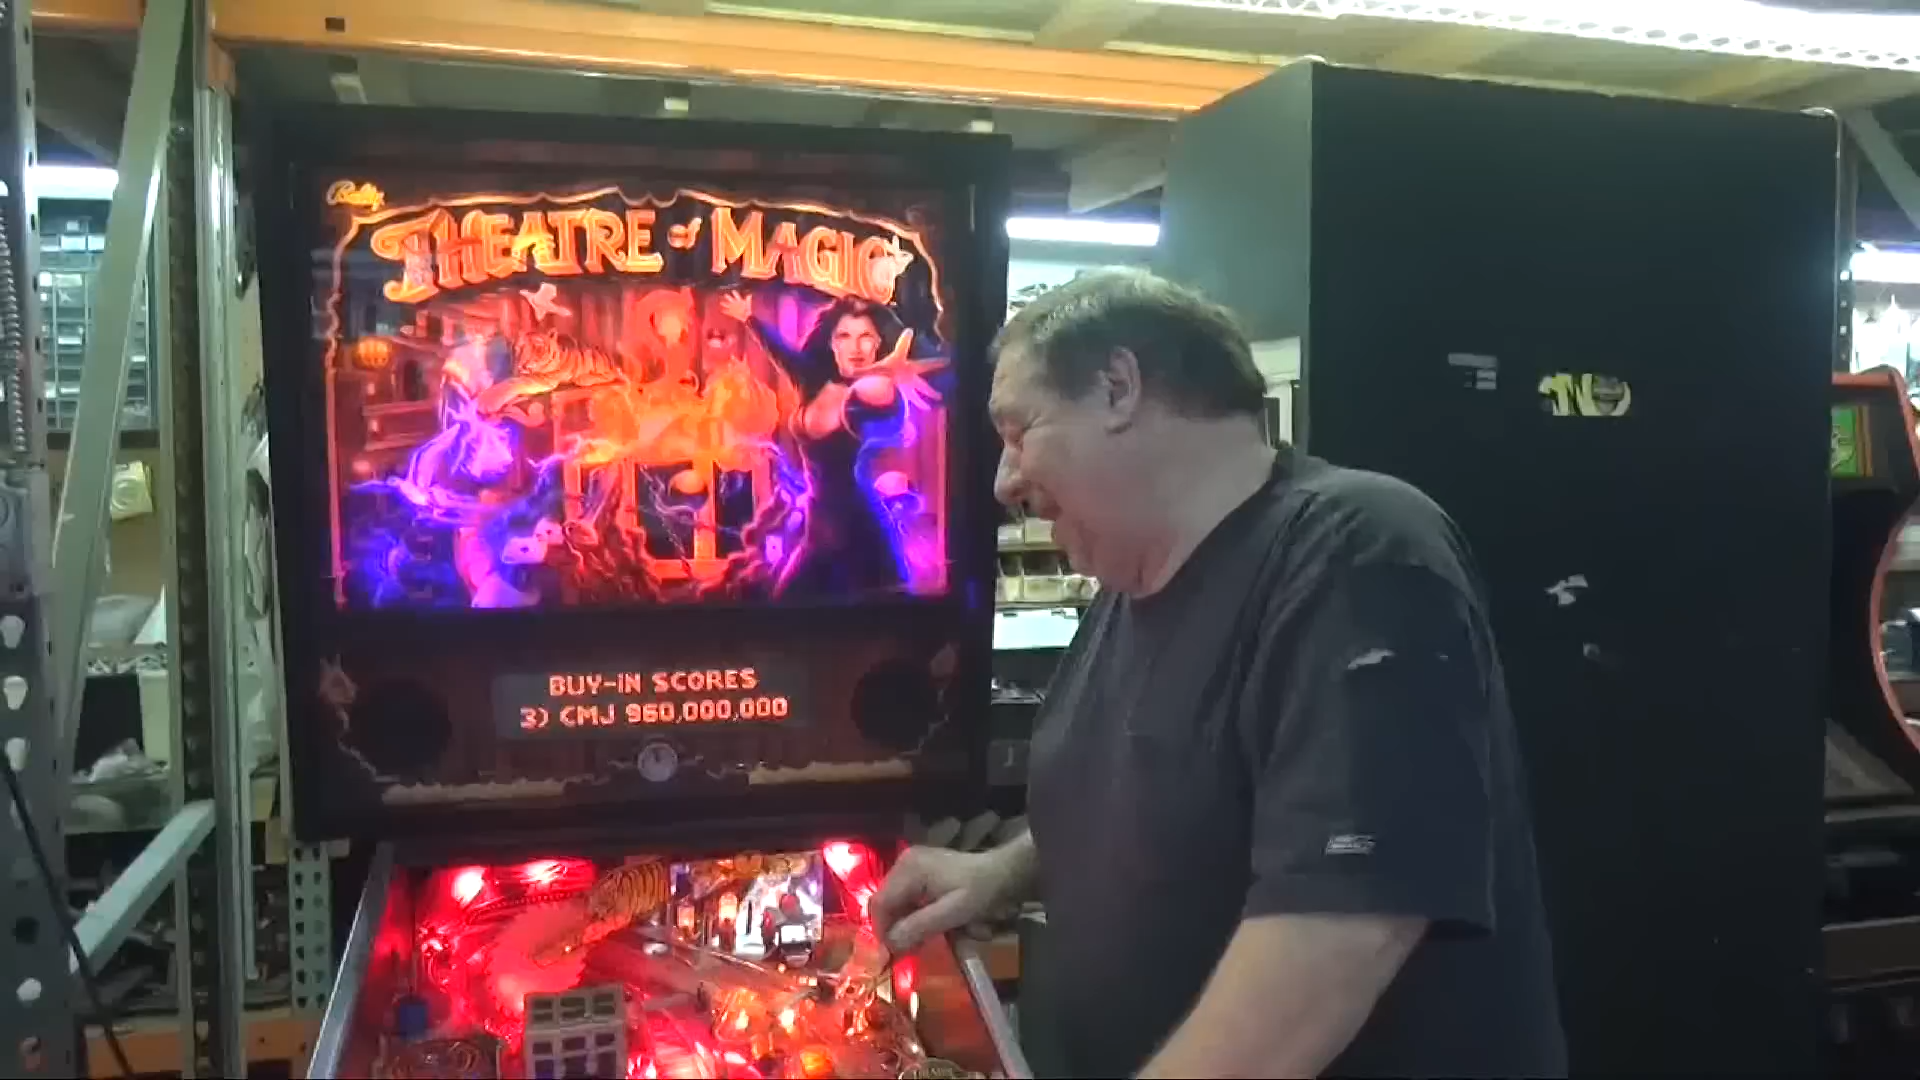 Bally
THEATRE of MAGIC
BUY-IN SCORES
3) CMJ 960,000,000